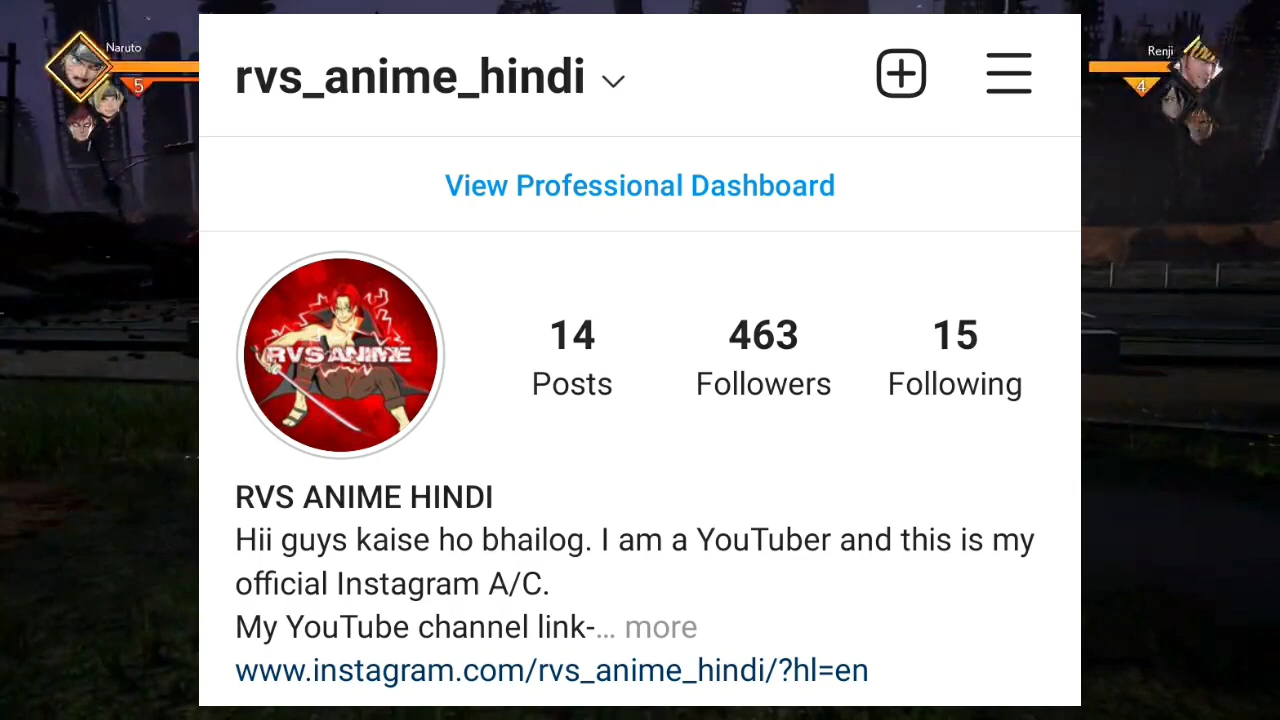 Naruto
5
Renji
4
rvs_anime_hindi
View Professional Dashboard
RVS ANIME
14
Posts
463
Followers
15
Following
RVS ANIME HINDI
Hii guys kaise ho bhailog. I am a YouTuber and this is my
official Instagram A/C.
My YouTube channel link-... more
www.instagram.com/rvs_anime_hindi/?hl=en